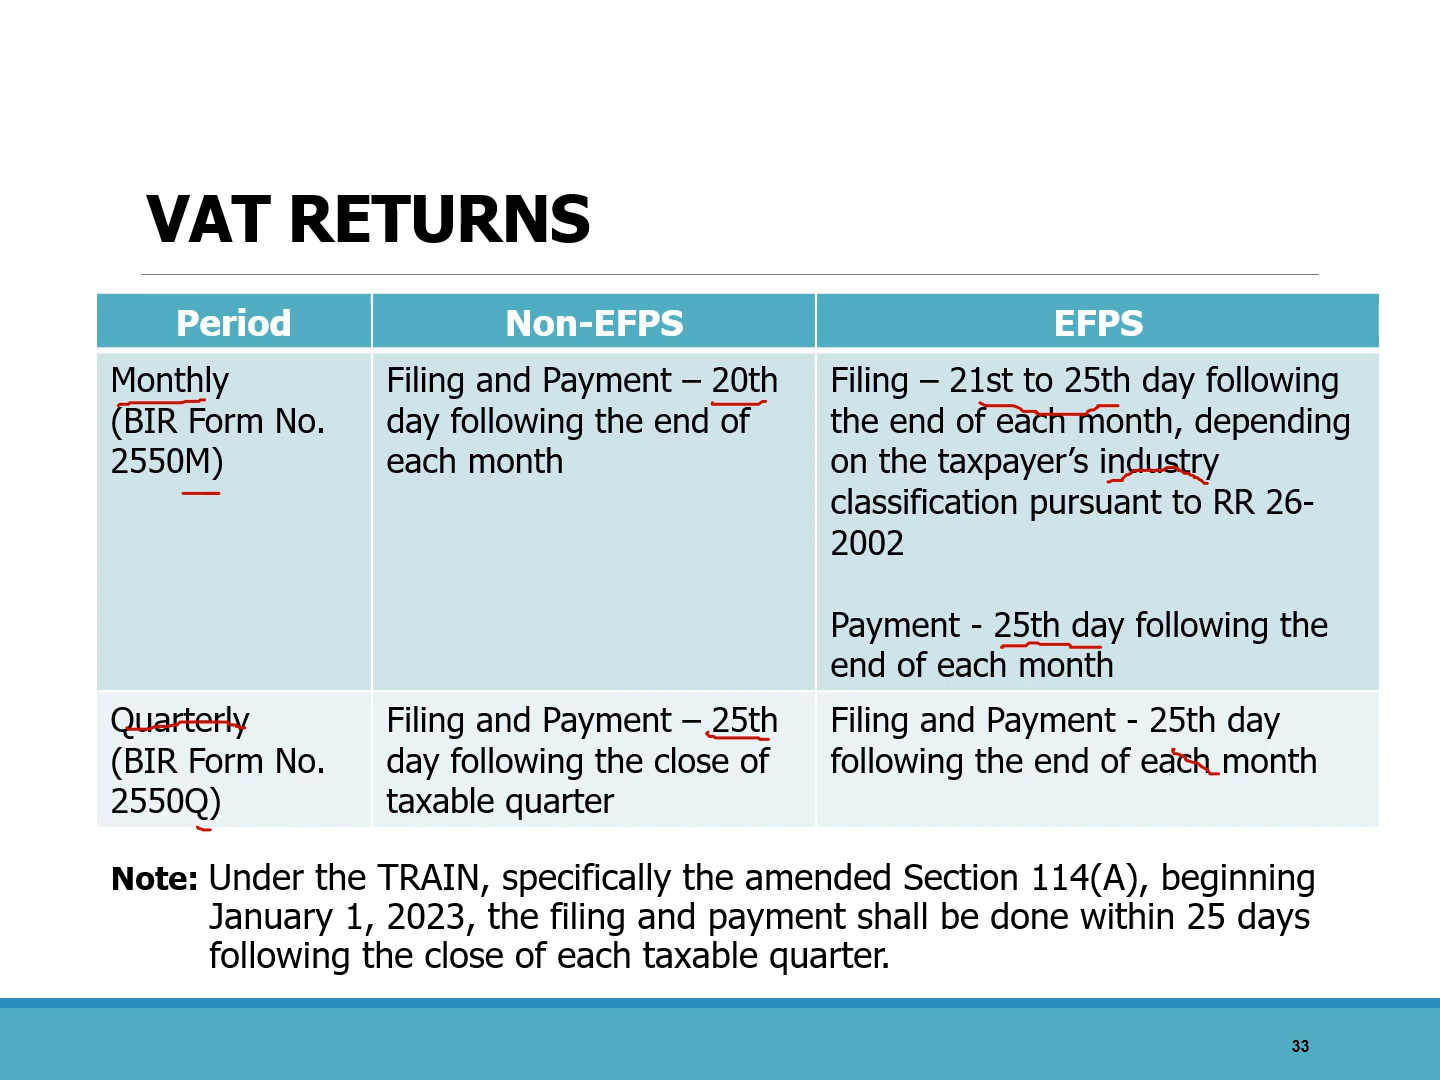 VAT RETURNS
Period
Non-EFPS
EFPS
Monthly
(BIR Form No.
2550M)
Filing and Payment – 20th
day following the end of
each month
Filing – 21st to 25th day following
the end of each month, depending
on the taxpayer’s industry
classification pursuant to RR 26-
2002
Payment - 25th day following the
end of each month
Quarterly
(BIR Form No.
2550Q)
Filing and Payment – 25th
day following the close of
taxable quarter
Filing and Payment - 25th day
following the end of each month
Note: Under the TRAIN, specifically the amended Section 114(A), beginning
January 1, 2023, the filing and payment shall be done within 25 days
following the close of each taxable quarter.
33